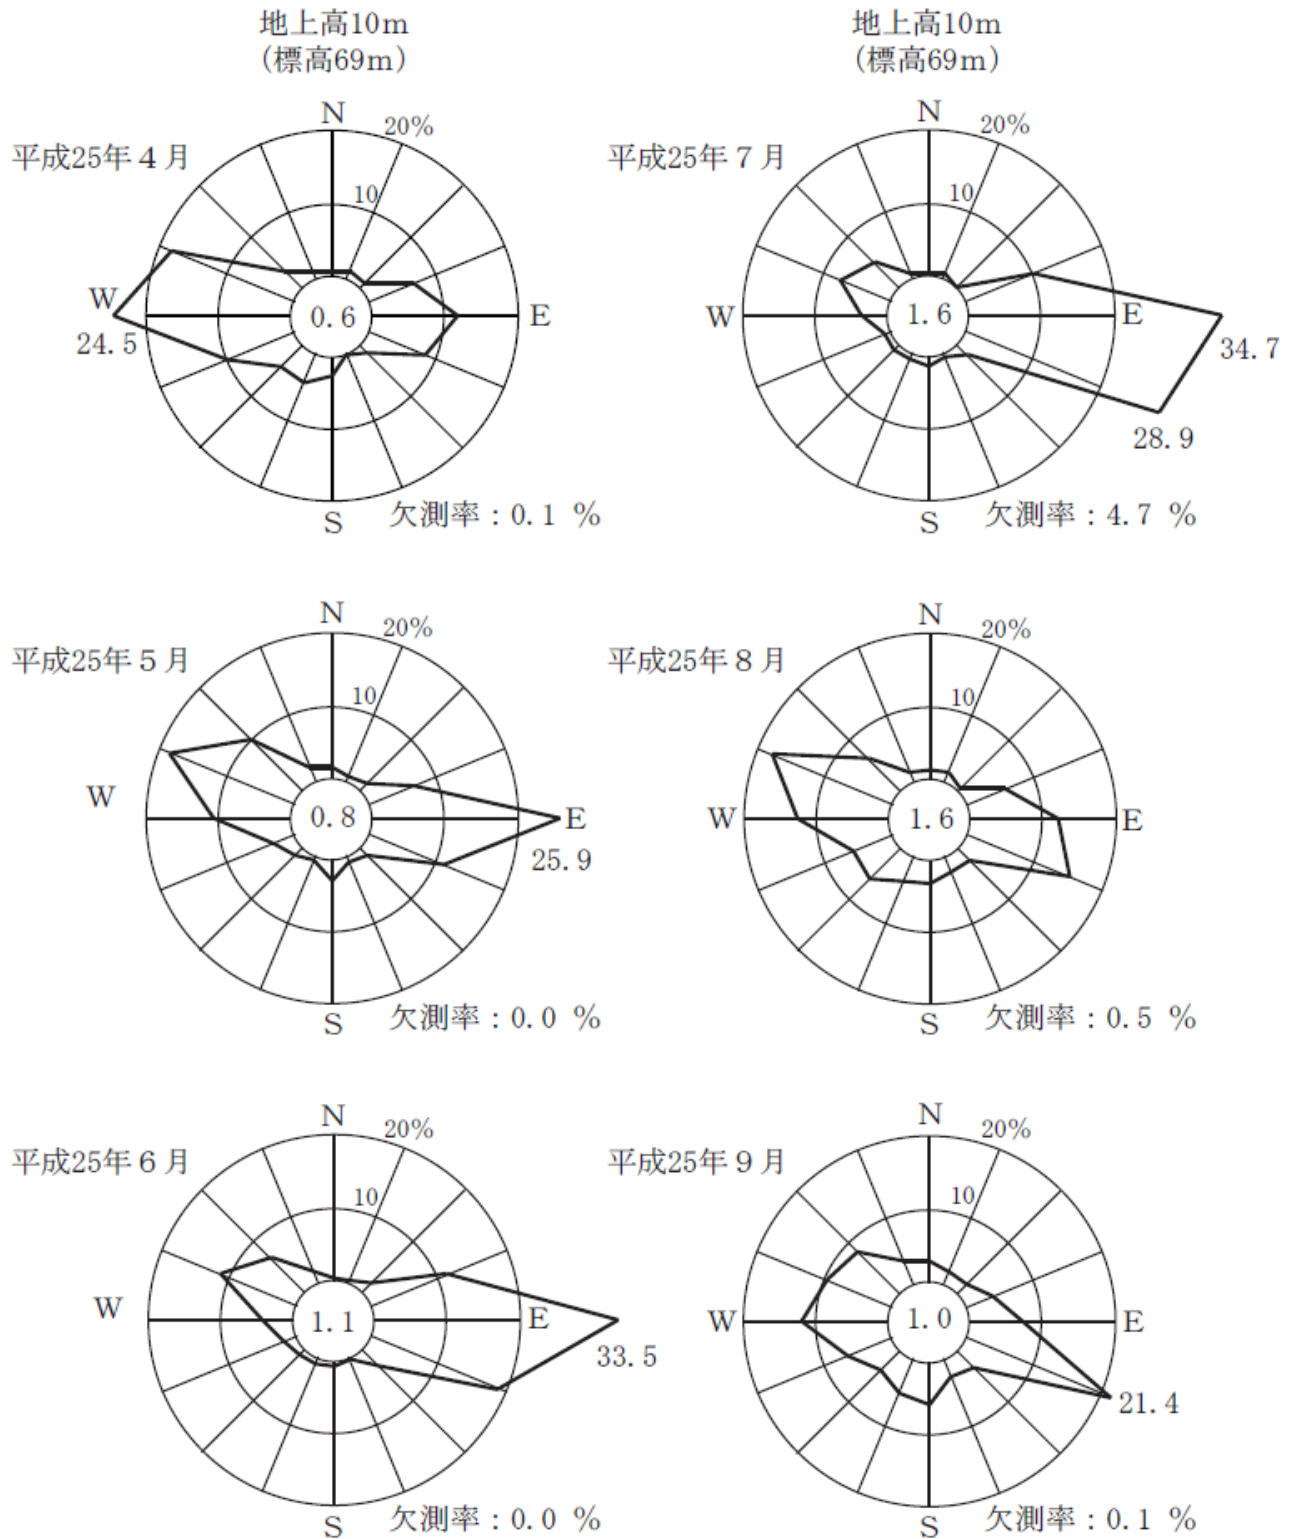 地上高10m
(標高69m)
地上高10m
(標高69m)
平成25年4月
N
20%
10
W
24.5
0.6
E
S
欠測率：0.1 %
平成25年7月
N
20%
10
W
1.6
E
34.7
28.9
S
欠測率：4.7 %
平成25年5月
N
20%
10
W
0.8
E
25.9
S
欠測率：0.0 %
平成25年8月
N
20%
10
W
1.6
E
S
欠測率：0.5 %
平成25年6月
N
20%
10
W
1.1
E
33.5
S
欠測率：0.0 %
平成25年9月
N
20%
10
W
1.0
E
21.4
S
欠測率：0.1 %